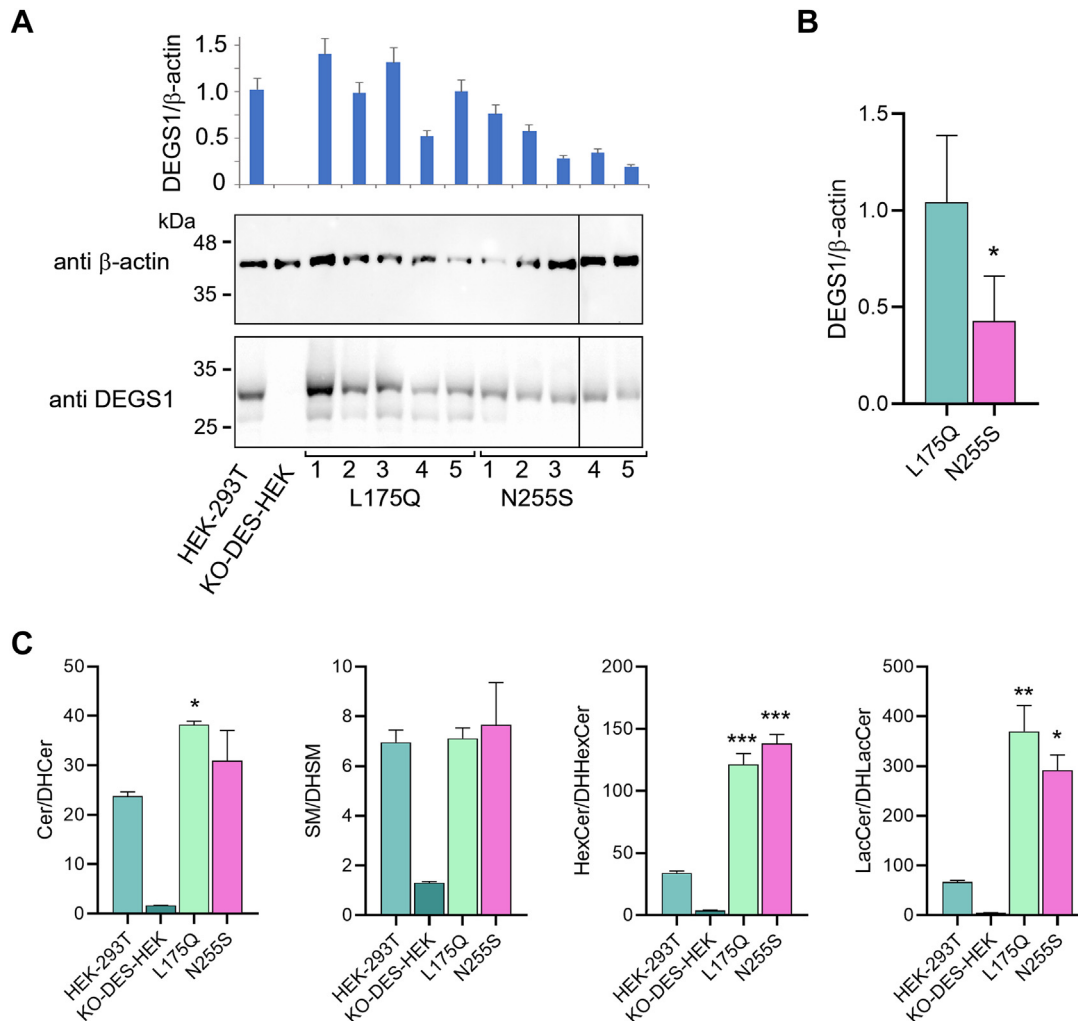 A
DEGS1/β-actin
1.5
1.0
0.5
0
kDa
anti β-actin
48
35
anti DEGS1
35
25
HEK-293T
KO-DES-HEK
1 2 3 4 5 1 2 3 4 5
L175Q N255S
B
DEGS1/β-actin
1.5
1.0
0.5
0.0
*
L175Q
N255S
C
Cer/DHCer
50
40
30
20
10
0
*
HEK-293T
KO-DES-HEK
L175Q
N255S
SM/DHSM
10
8
6
4
2
0
HEK-293T
KO-DES-HEK
L175Q
N255S
HexCer/DHHexCer
200
150
100
50
0
***
***
HEK-293T
KO-DES-HEK
L175Q
N255S
LacCer/DHLacCer
500
400
300
200
100
0
**
*
HEK-293T
KO-DES-HEK
L175Q
N255S